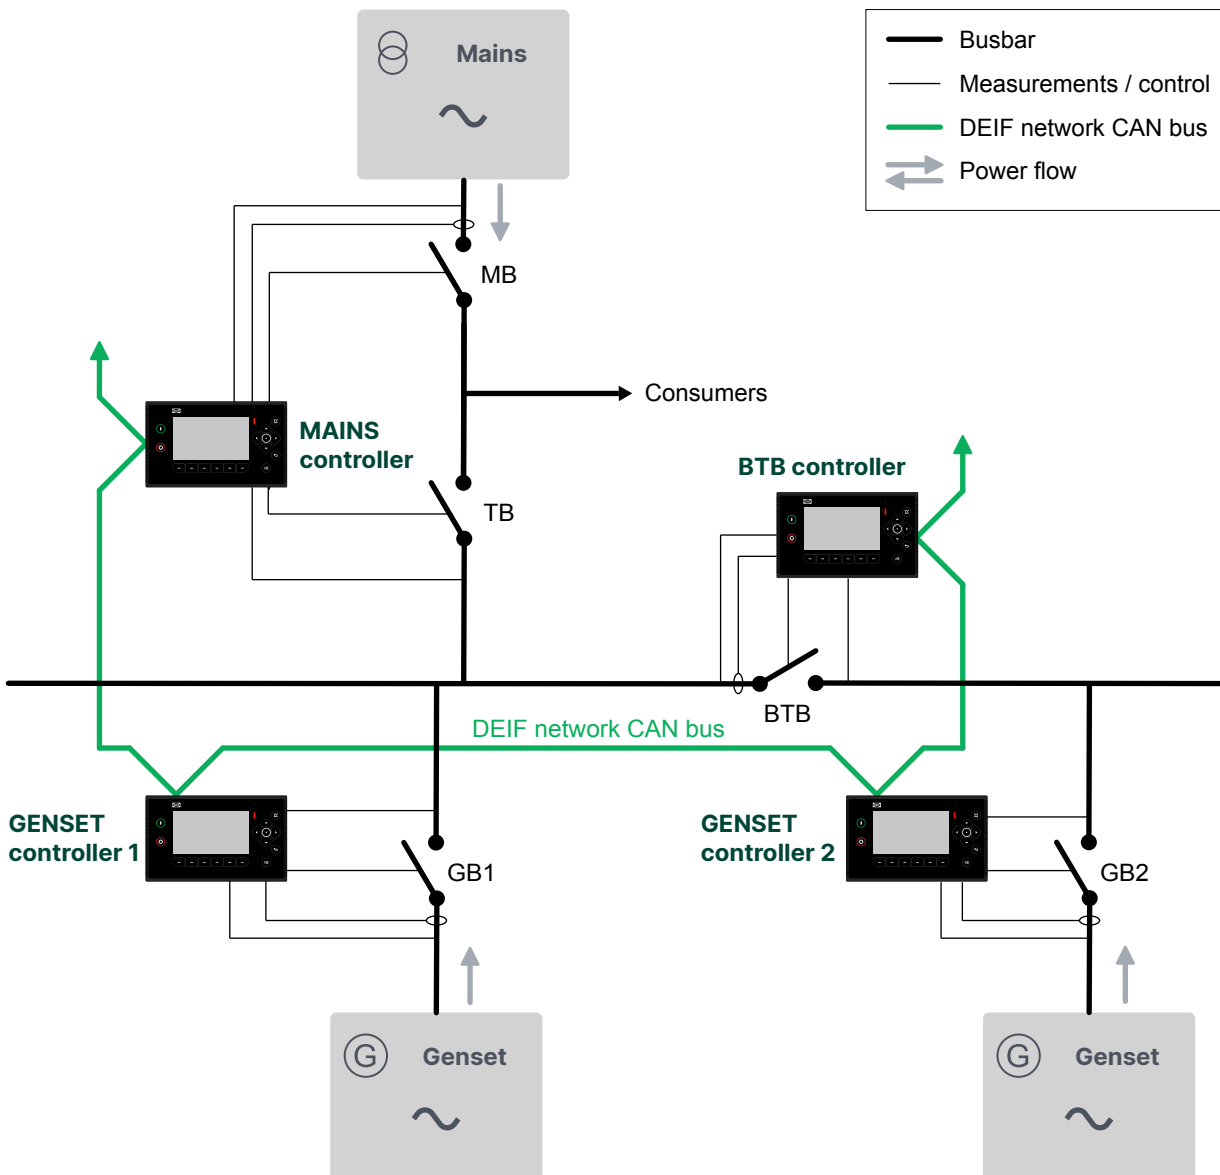 Mains
Busbar
Measurements / control
DEIF network CAN bus
Power flow
MB
Consumers
MAINS
controller
TB
BTB controller
BTB
DEIF network CAN bus
GENSET
controller 1
GB1
GENSET
controller 2
GB2
G
Genset
G
Genset